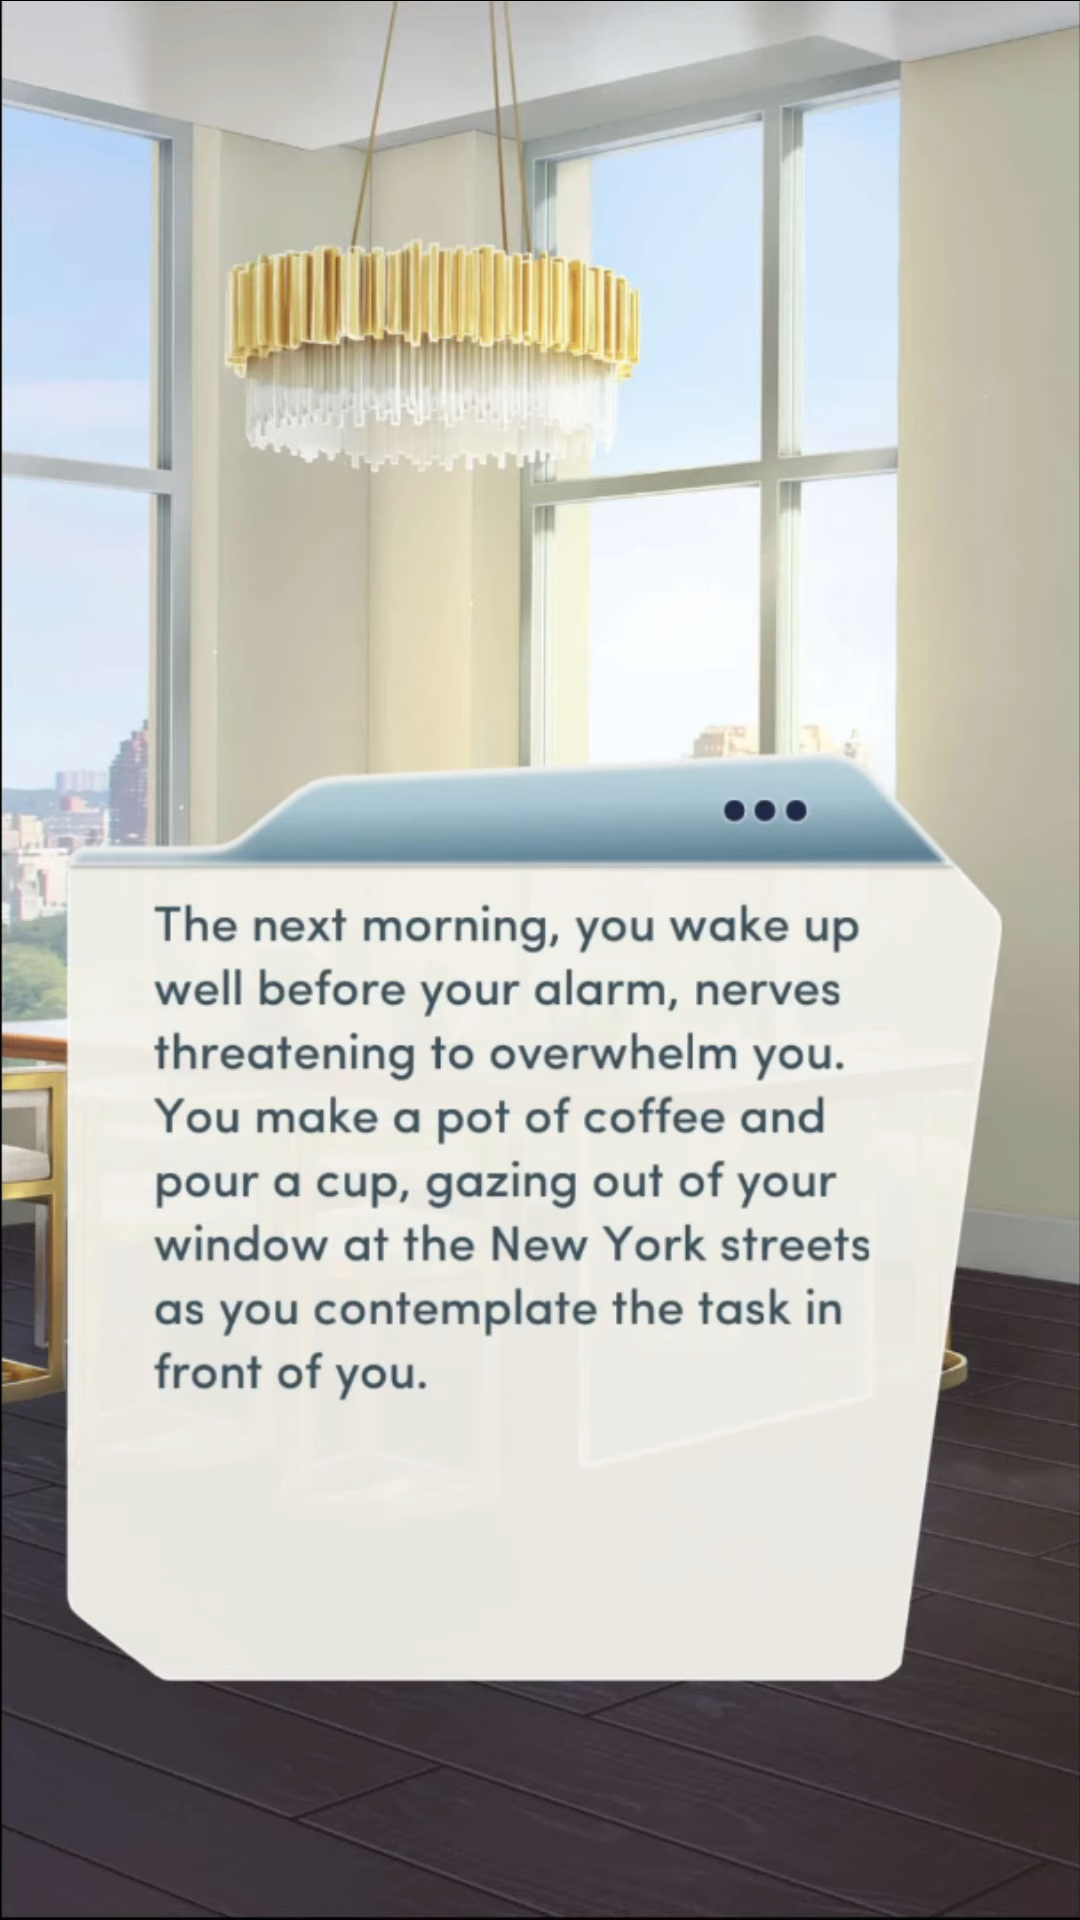 The next morning, you wake up
well before your alarm, nerves
threatening to overwhelm you.
You make a pot of coffee and
pour a cup, gazing out of your
window at the New York streets
as you contemplate the task in
front of you.